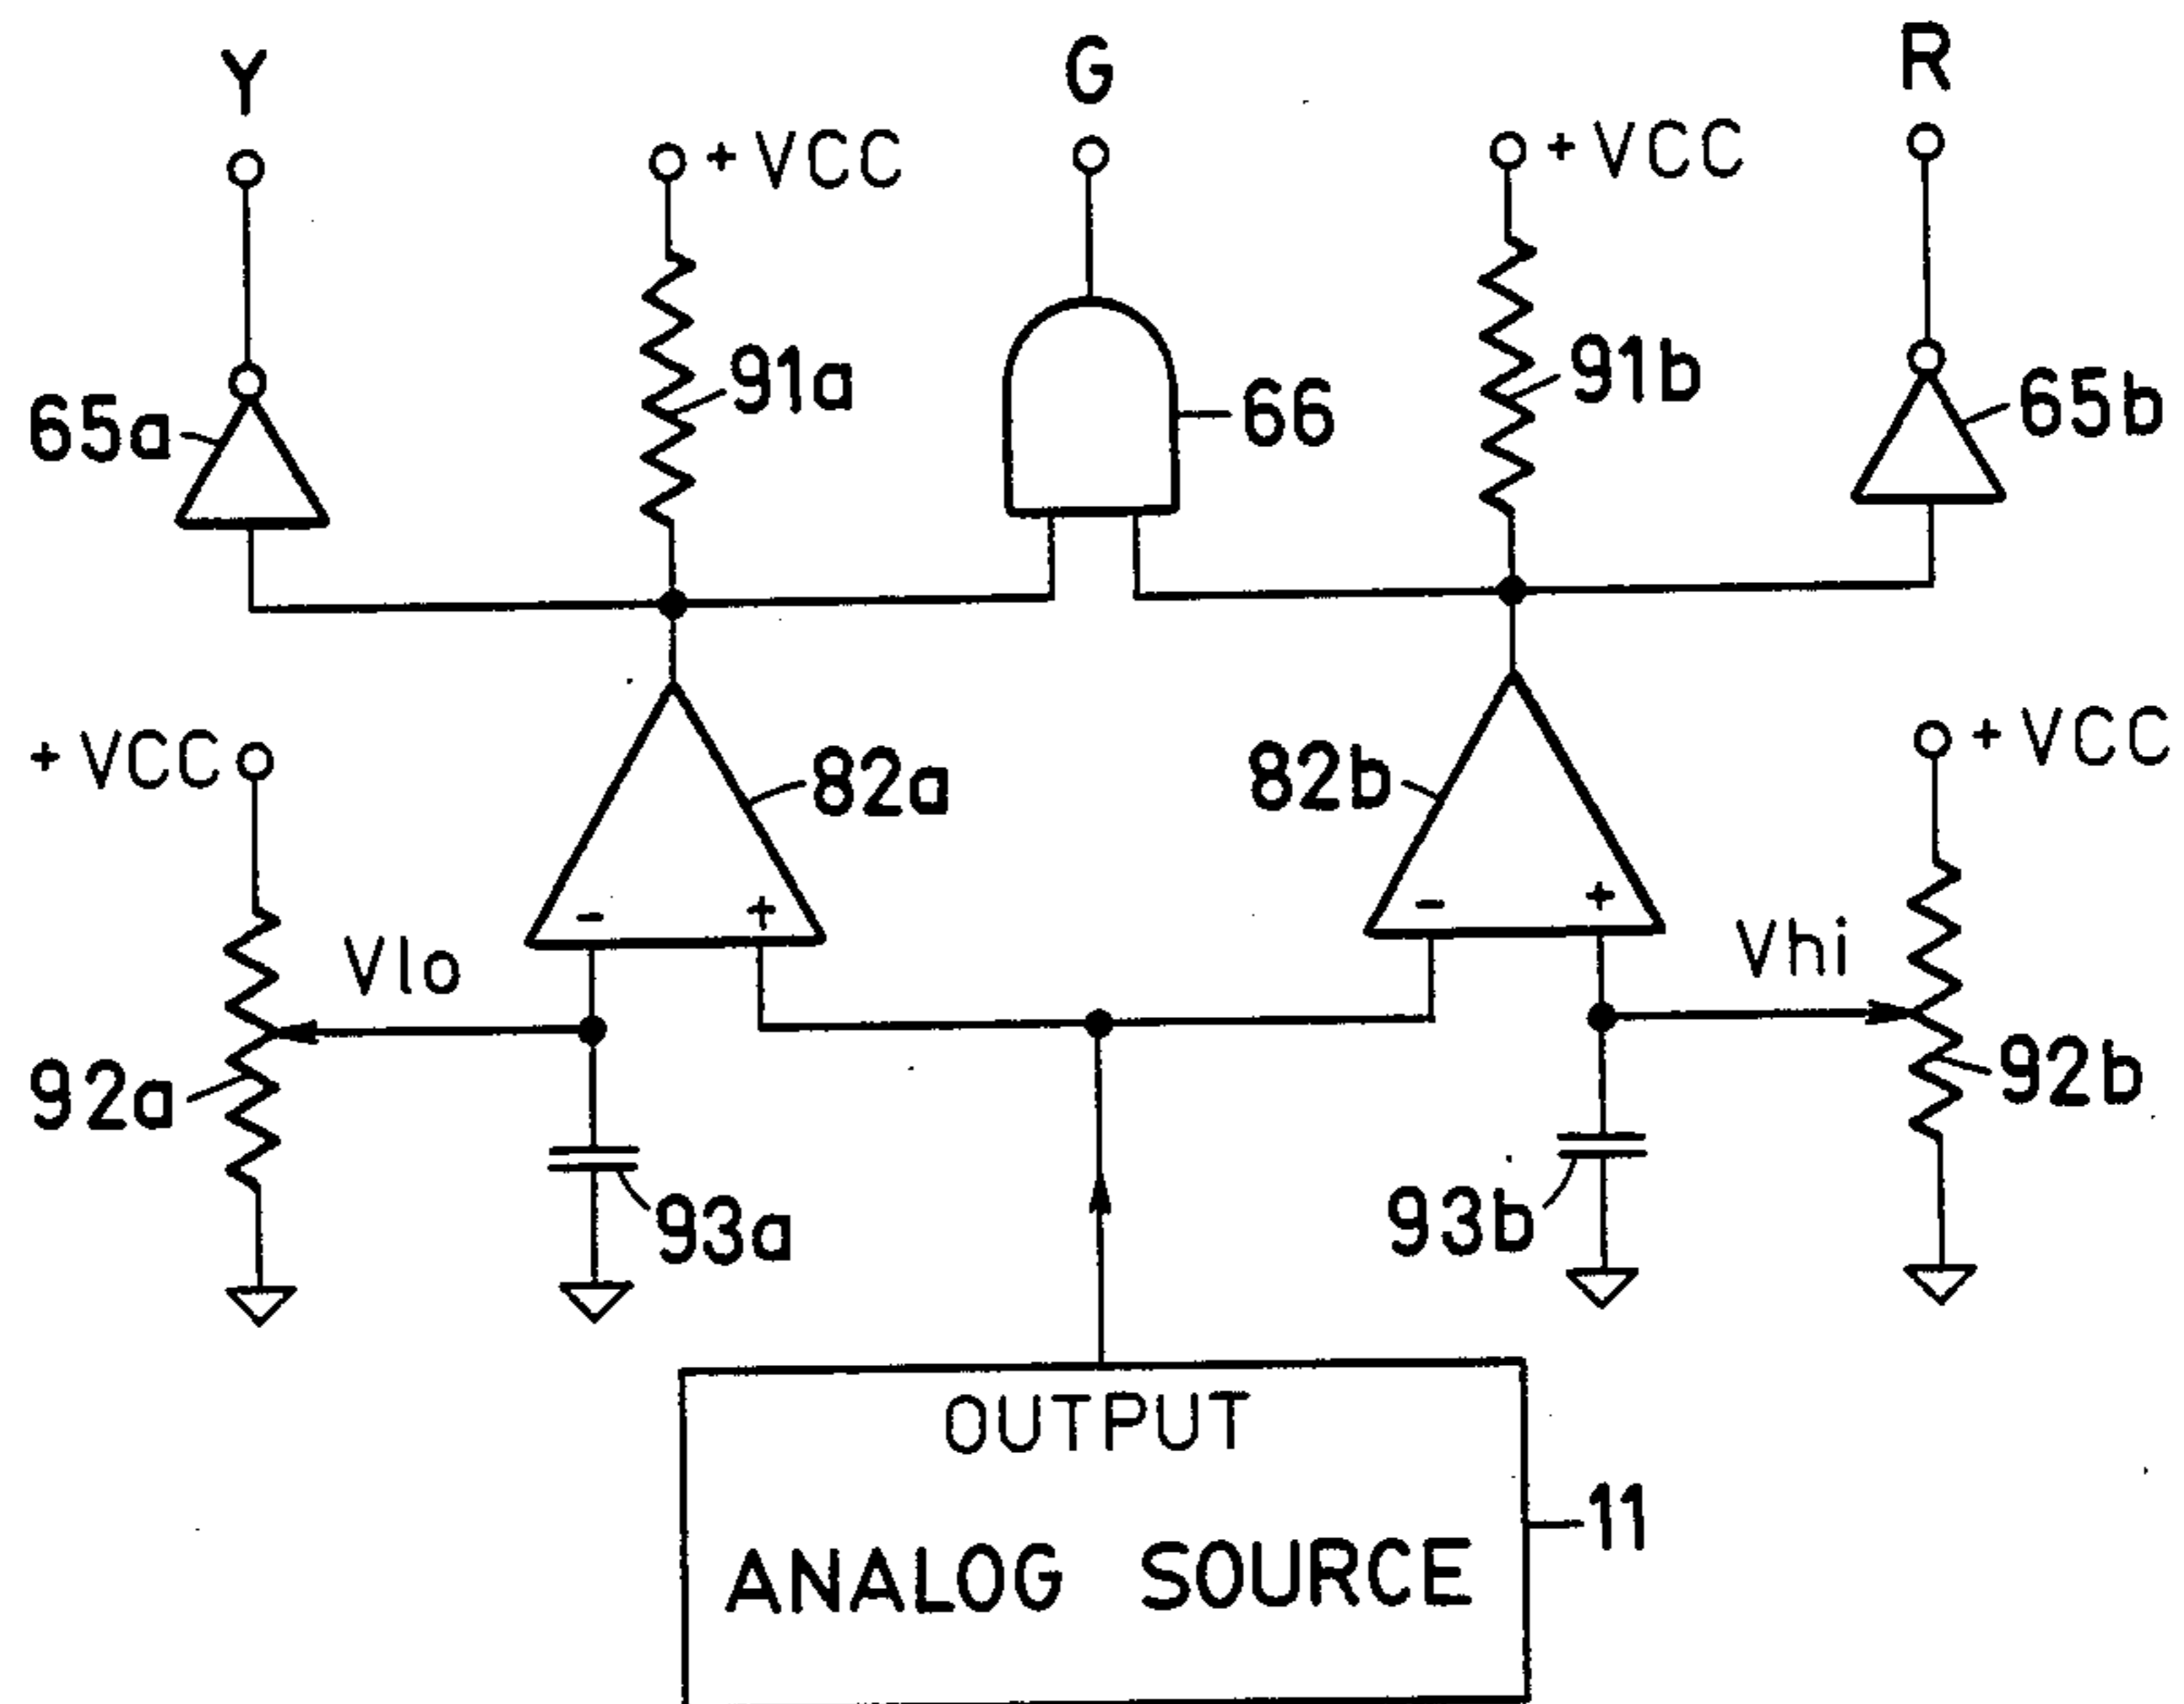 Y
G
R
+ VCC
+ VCC
65a
91a
66
91b
65b
+ VCC
82a
82b
+ VCC
-
+
-
+
Vlo
Vhi
92a
92b
93a
93b
OUTPUT
ANALOG SOURCE
11